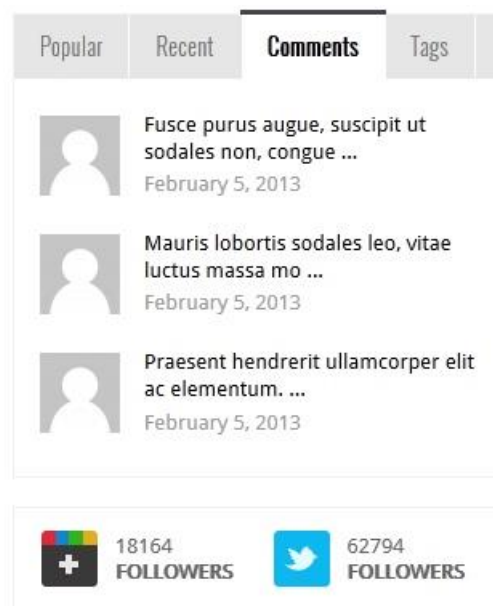 Popular Recent Comments Tags
Fusce purus augue, suscipit ut
sodales non, congue ...
February 5, 2013
Mauris lobortis sodales leo, vitae
luctus massa mo ...
February 5, 2013
Praesent hendrerit ullamcorper elit
ac elementum. ...
February 5, 2013
18164 62794
FOLLOWERS FOLLOWERS